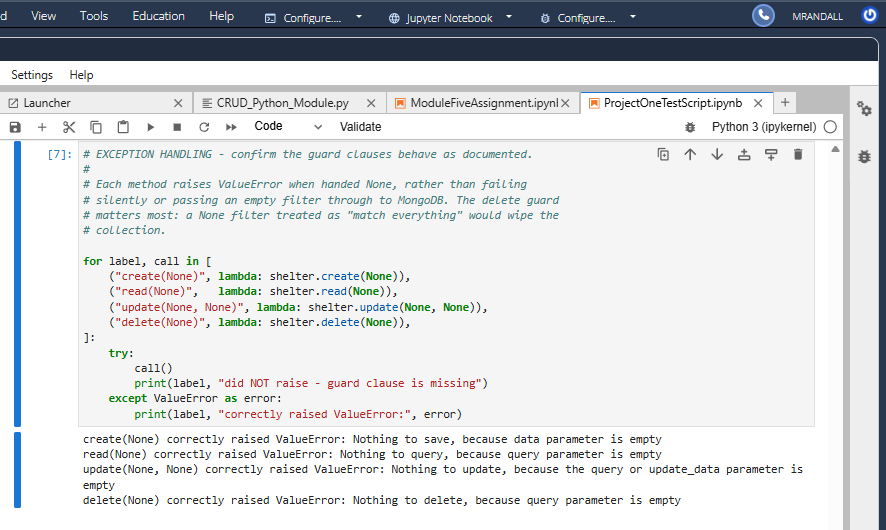 d View Tools Education Help Configure.... Jupyter Notebook Configure.... MRANDALL
Settings Help
Launcher CRUD_Python_Module.py ModuleFiveAssignment.ipynl ProjectOneTestScript.ipynb
Code Validate Python 3 (ipykernel)
[7]: # EXCEPTION HANDLING - confirm the guard clauses behave as documented.
#
# Each method raises ValueError when handed None, rather than failing
# silently or passing an empty filter through to MongoDB. The delete guard
# matters most: a None filter treated as "match everything" would wipe the
# collection.
for label, call in [
("create(None)", lambda: shelter.create(None)),
("read(None)", lambda: shelter.read(None)),
("update(None, None)", lambda: shelter.update(None, None)),
("delete(None)", lambda: shelter.delete(None)),
]:
try:
call()
print(label, "did NOT raise - guard clause is missing")
except ValueError as error:
print(label, "correctly raised ValueError:", error)
create(None) correctly raised ValueError: Nothing to save, because data parameter is empty
read(None) correctly raised ValueError: Nothing to query, because query parameter is empty
update(None, None) correctly raised ValueError: Nothing to update, because the query or update_data parameter is
empty
delete(None) correctly raised ValueError: Nothing to delete, because query parameter is empty